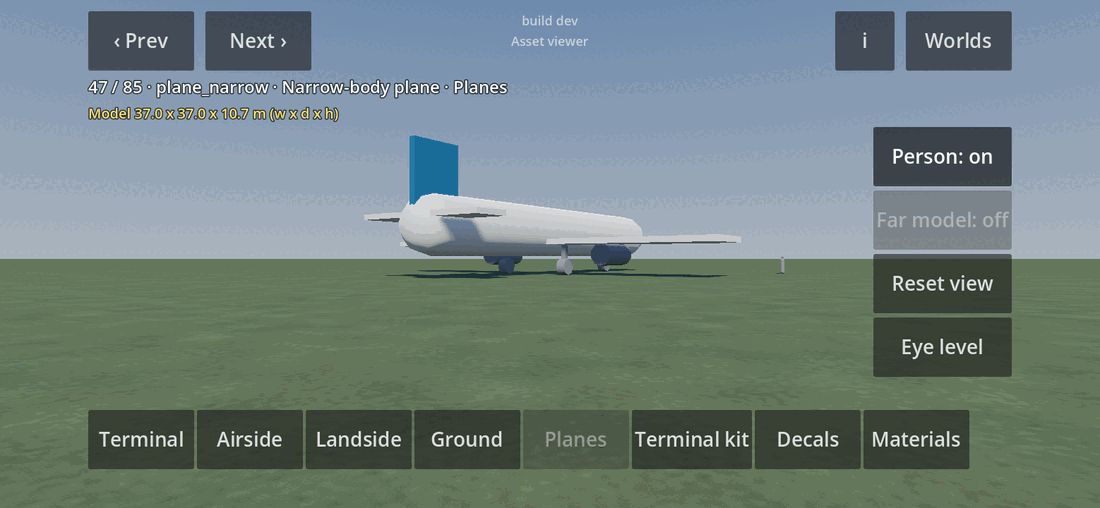 ‹ Prev
Next ›
build dev
Asset viewer
i
Worlds
47 / 85 · plane_narrow · Narrow-body plane · Planes
Model 37.0 x 37.0 x 10.7 m (w x d x h)
Person: on
Far model: off
Reset view
Eye level
Terminal
Airside
Landside
Ground
Planes
Terminal kit
Decals
Materials